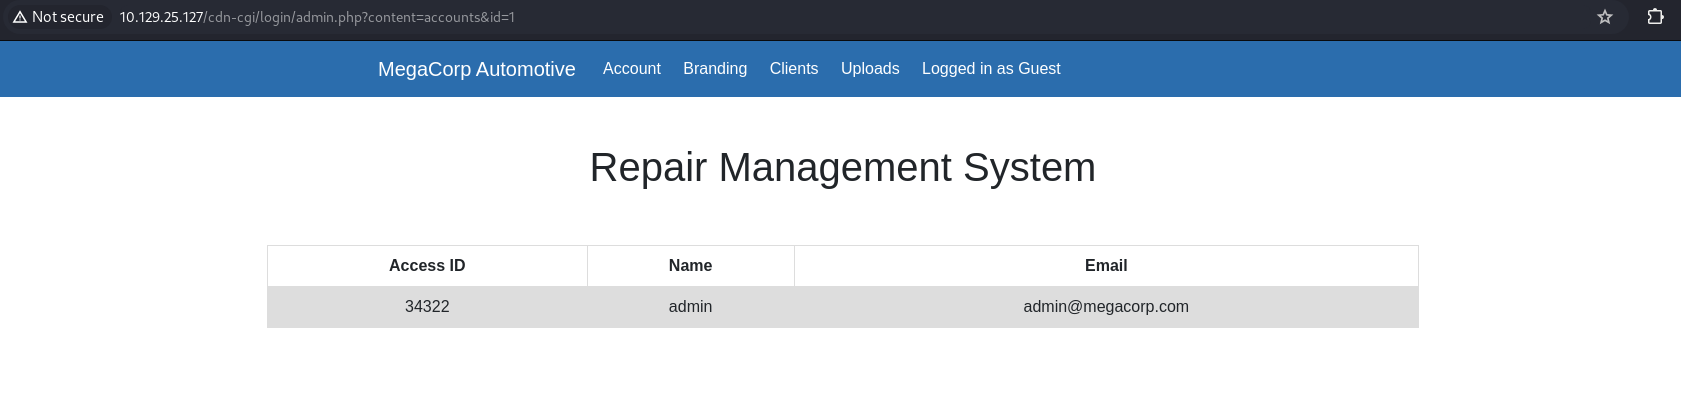 Not secure 10.129.25.127/cdn-cgi/login/admin.php?content=accounts&id=1
MegaCorp Automotive Account Branding Clients Uploads Logged in as Guest
Repair Management System
Access ID Name Email
34322 admin admin@megacorp.com